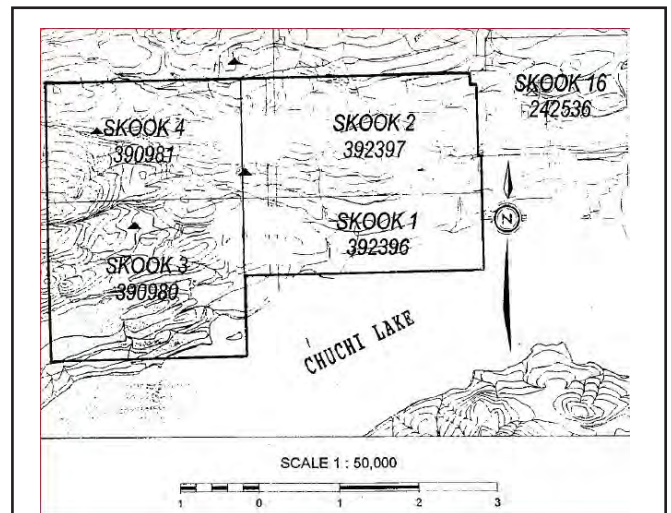 SKOOK 4
390981
SKOOK 2
392397
SKOOK 16
242536
N
SKOOK 1
392396
SKOOK 3
390980
CHUCHI LAKE
SCALE 1 : 50,000
1 0 1 2 3